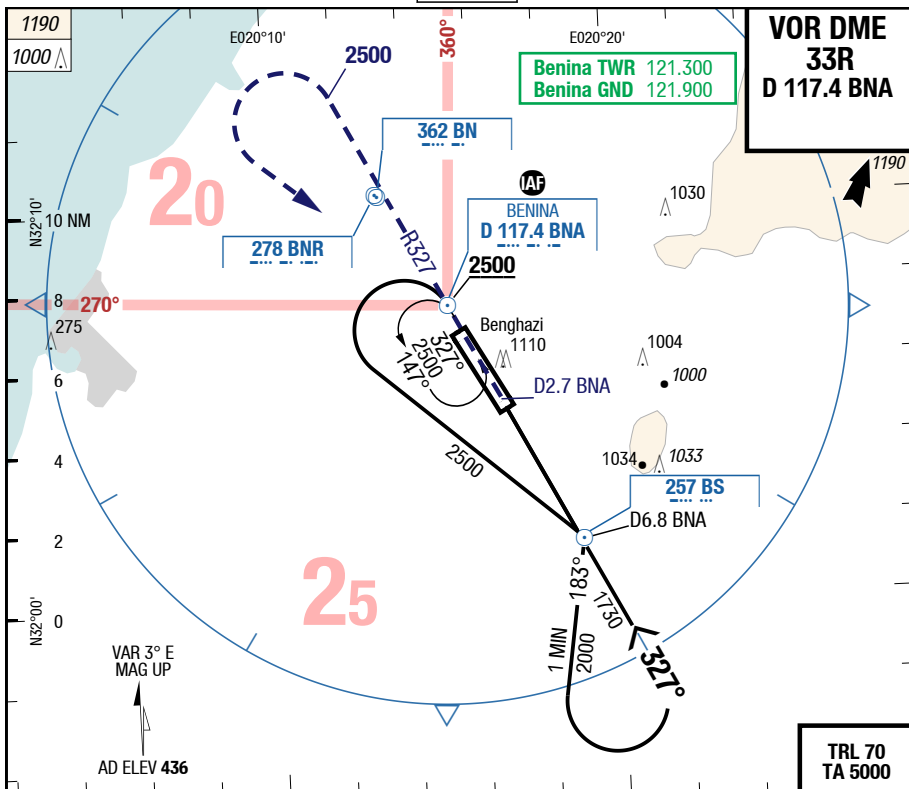 1190
1000
E020°10'
360°
E020°20'
VOR DME
33R
D 117.4 BNA
2500
Benina TWR 121.300
Benina GND 121.900
362 BN
1190
20
IAF
1030
BENINA
D 117.4 BNA
N32°10'
10 NM
278 BNR
R327
2500
8
270°
275
Benghazi
1110
1004
327°
2500
147°
1000
6
D2.7 BNA
4
2500
1034
1033
257 BS
D6.8 BNA
2
25
183°
1730
N32°00'
0
1 MIN
2000
327°
VAR 3° E
MAG UP
AD ELEV 436
TRL 70
TA 5000